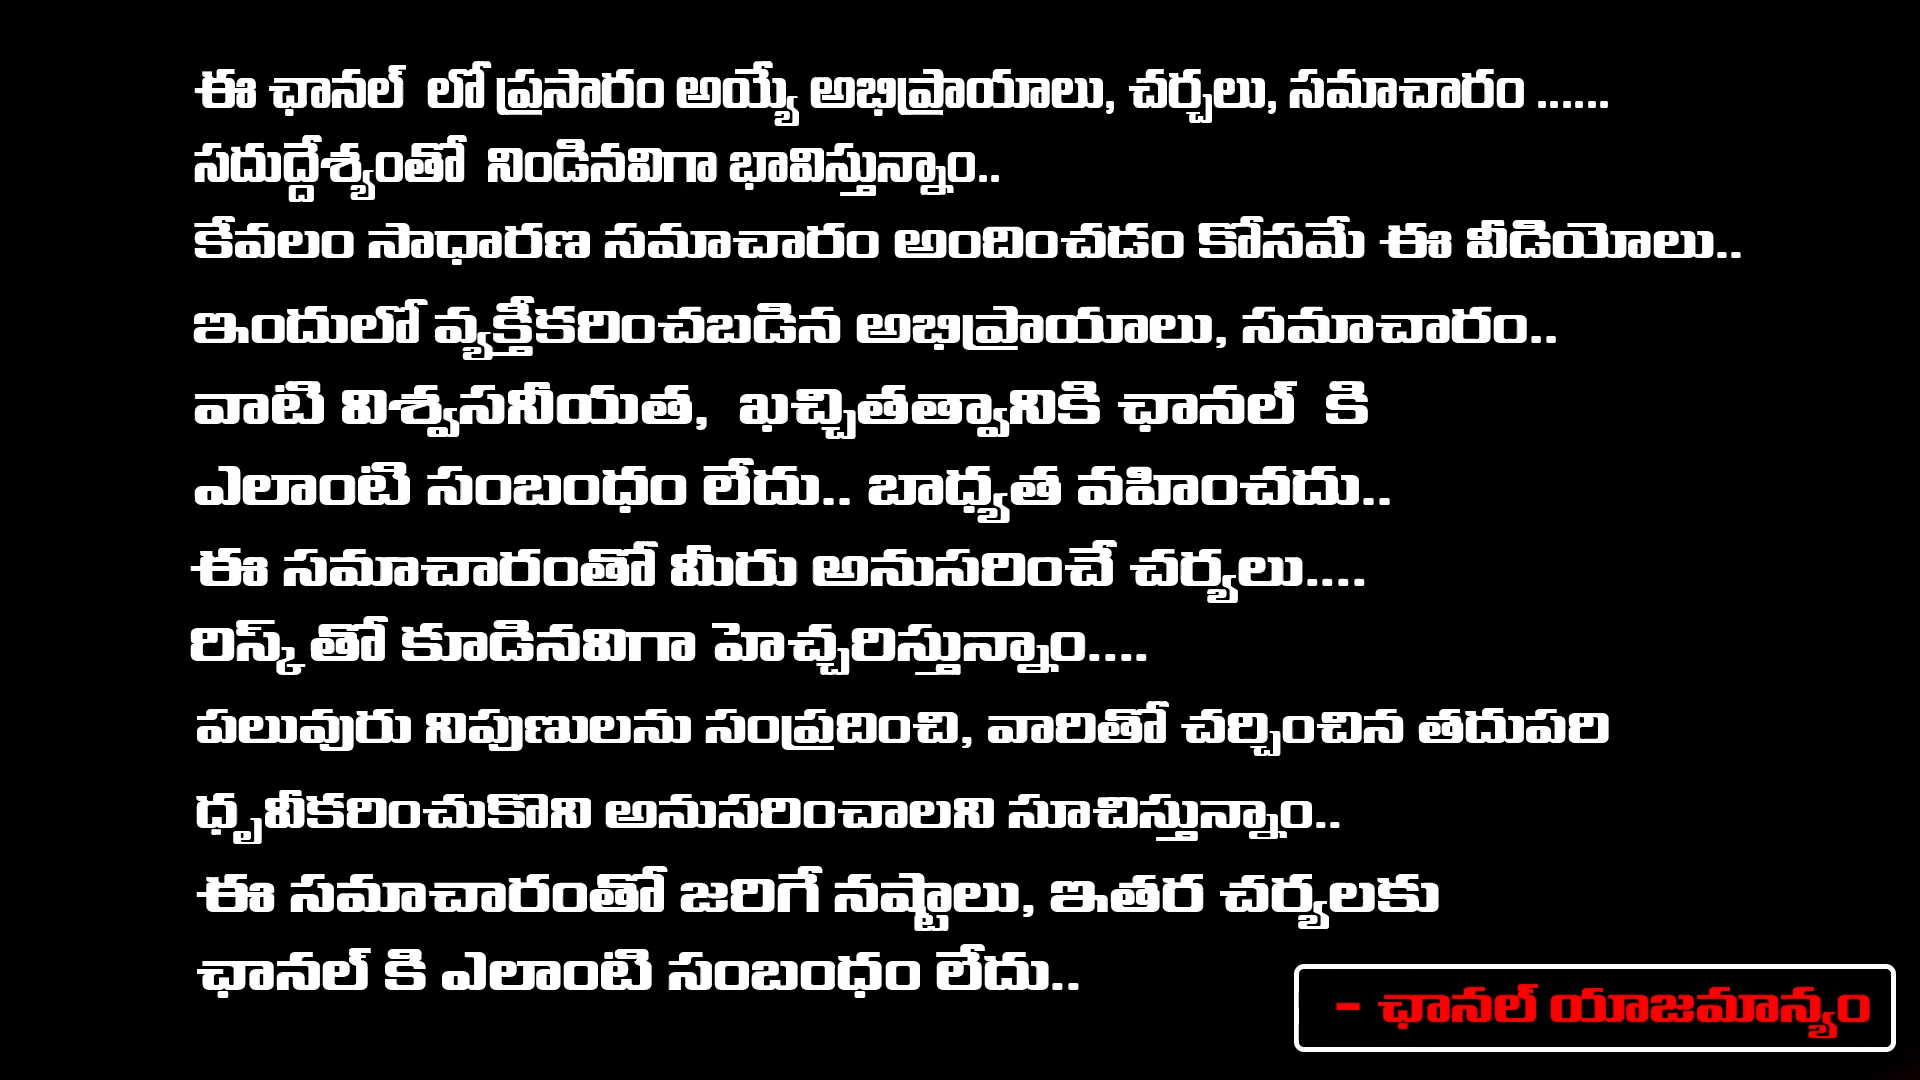 ఈ ఛానల్ లో ప్రసారం అయ్యే అభిప్రాయాలు, చర్చలు, సమాచారం ......
సదుద్దేశ్యంతో నిండినవిగా భావిస్తున్నాం..
కేవలం సాధారణ సమాచారం అందించడం కోసమే ఈ వీడియోలు..
ఇందులో వ్యక్తీకరించబడిన అభిప్రాయాలు, సమాచారం..
వాటి విశ్వసనీయత, ఖచ్చితత్వానికి ఛానల్ కి
ఎలాంటి సంబంధం లేదు.. బాధ్యత వహించదు..
ఈ సమాచారంతో మీరు అనుసరించే చర్యలు....
రిస్క్ తో కూడినవిగా హెచ్చరిస్తున్నాం....
పలువురు నిపుణులను సంప్రదించి, వారితో చర్చించిన తదుపరి
ధృవీకరించుకొని అనుసరించాలని సూచిస్తున్నాం..
ఈ సమాచారంతో జరిగే నష్టాలు, ఇతర చర్యలకు
ఛానల్ కి ఎలాంటి సంబంధం లేదు..
- ఛానల్ యాజమాన్యం